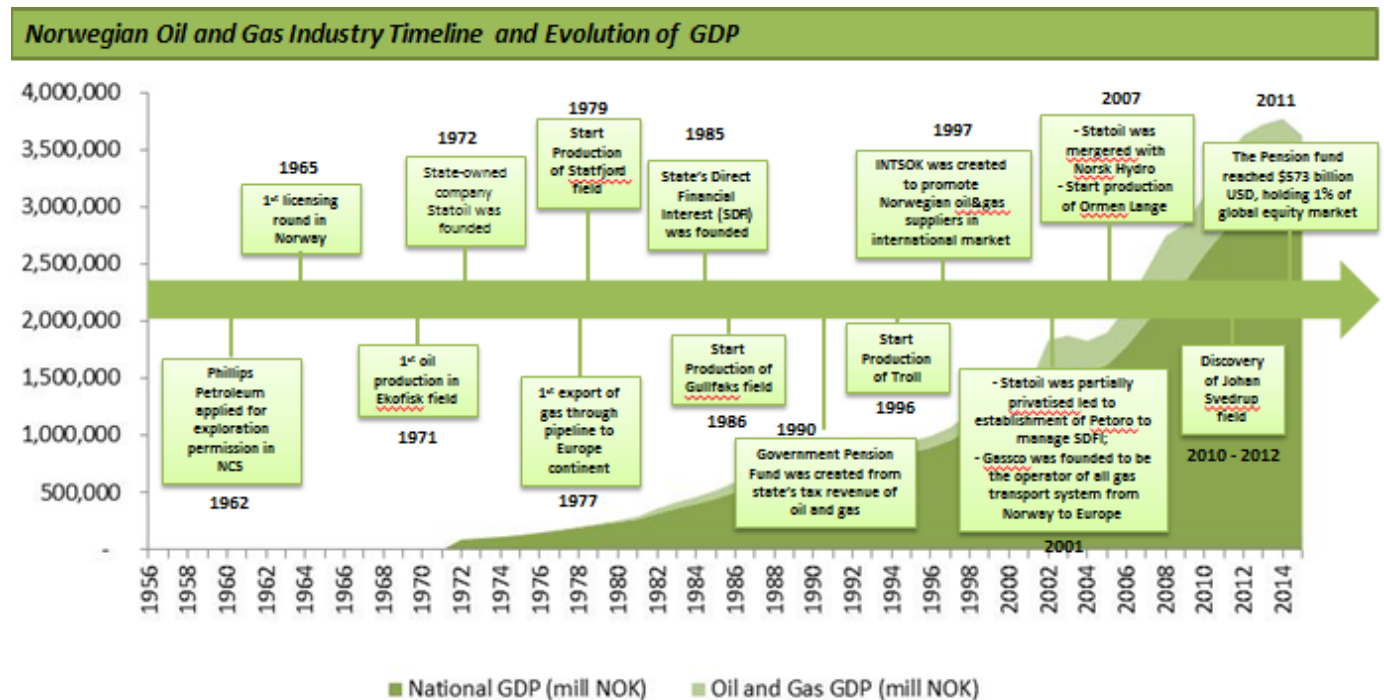 Norwegian Oil and Gas Industry Timeline and Evolution of GDP
4,000,000
3,500,000
3,000,000
2,500,000
2,000,000
1,500,000
1,000,000
500,000
-
1965
1st licensing
round in
Norway
1972
State-owned
company
Statoil was
founded
1979
Start
Production
of Statfjord
field
1985
State's Direct
Financial
Interest (SDFI)
was founded
1997
INTSOK was created
to promote
Norwegian oil&gas
suppliers in
international market
2007
- Statoil was
mergered with
Norsk Hydro
- Start production
of Ormen Lange
2011
The Pension fund
reached $573 billion
USD, holding 1% of
global equity market
Phillips
Petroleum
applied for
exploration
permission in
NCS
1962
1st oil
production in
Ekofisk field
1971
1st export of
gas through
pipeline to
Europe
continent
1977
Start
Production of
Gullfaks field
1986
1990
Government Pension
Fund was created from
state's tax revenue of
oil and gas
Start
Production
of Troll
1996
- Statoil was partially
privatised led to
establishment of Petoro to
manage SDFI;
- Gassco was founded to be
the operator of all gas
transport system from
Norway to Europe
2001
Discovery
of Johan
Svedrup
field
2010 - 2012
1956
1958
1960
1962
1964
1966
1968
1970
1972
1974
1976
1978
1980
1982
1984
1986
1988
1990
1992
1994
1996
1998
2000
2002
2004
2006
2008
2010
2012
2014
National GDP (mill NOK)
Oil and Gas GDP (mill NOK)